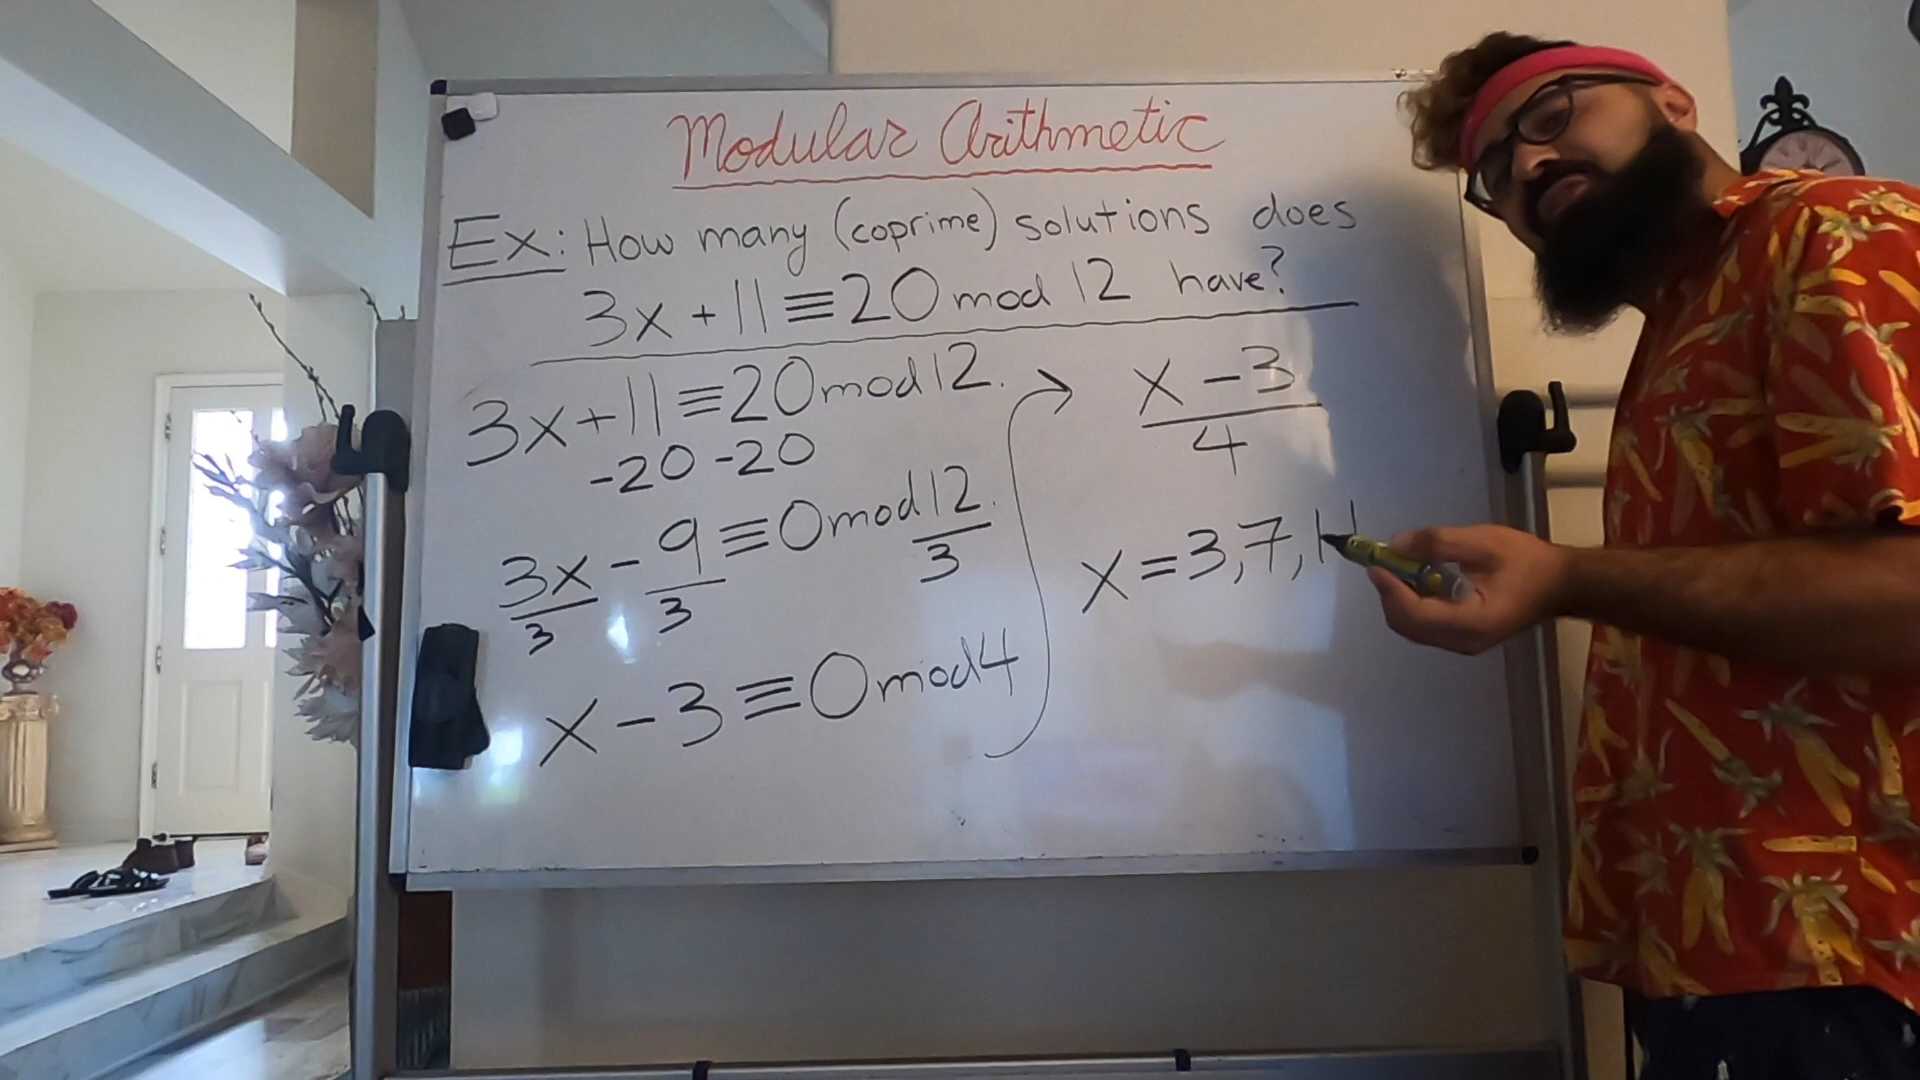 Modular Arithmetic
Ex: How many (coprime) solutions does
3x + 11 ≡ 20 mod 12 have?
3x + 11 ≡ 20 mod 12.
-20 -20
3x/3 - 9/3 ≡ 0 mod 12/3.
x - 3 ≡ 0 mod 4
x - 3
4
x = 3, 7, 11